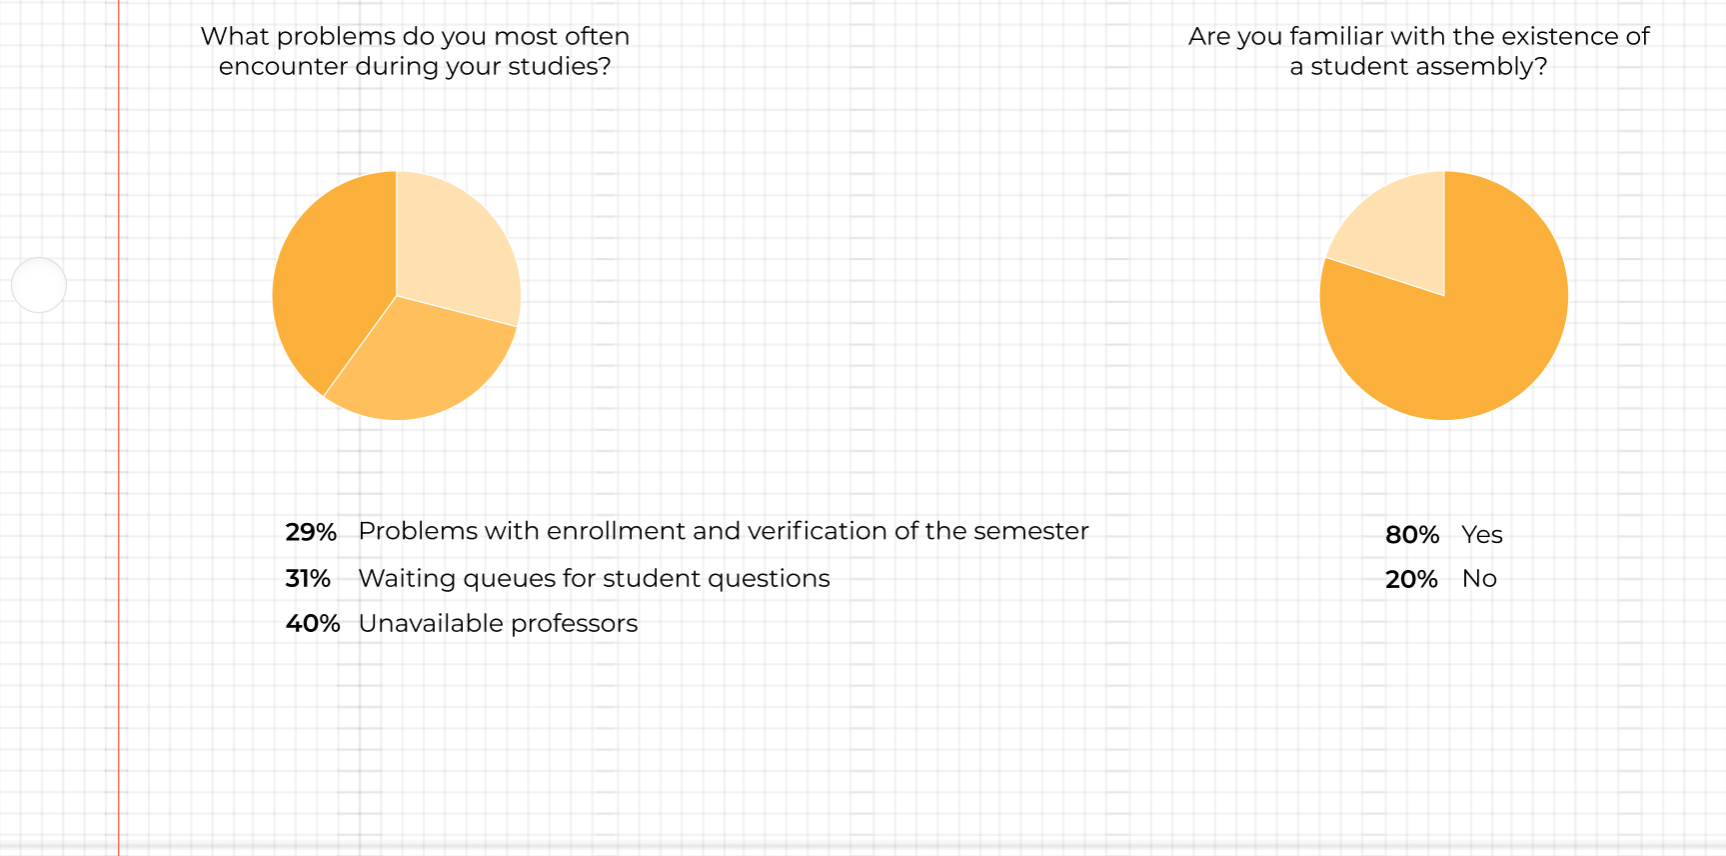 What problems do you most often
encounter during your studies?
29% Problems with enrollment and verification of the semester
31% Waiting queues for student questions
40% Unavailable professors
Are you familiar with the existence of
a student assembly?
80% Yes
20% No